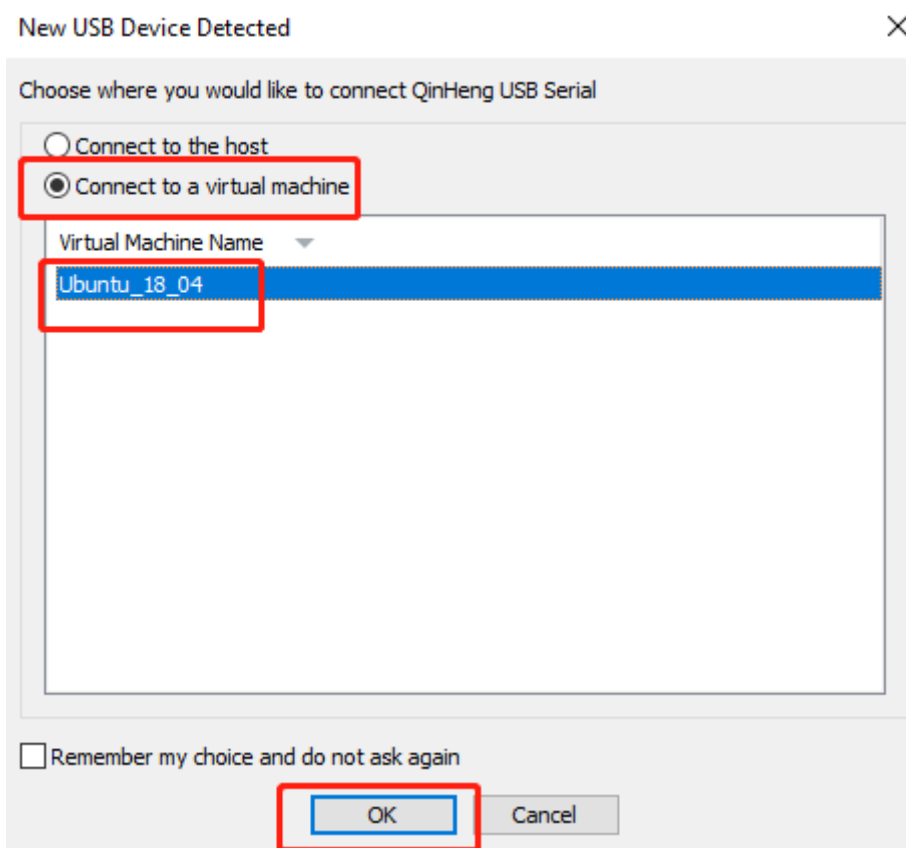 New USB Device Detected
Choose where you would like to connect QinHeng USB Serial
Connect to the host
Connect to a virtual machine
Virtual Machine Name
Ubuntu_18_04
Remember my choice and do not ask again
OK Cancel